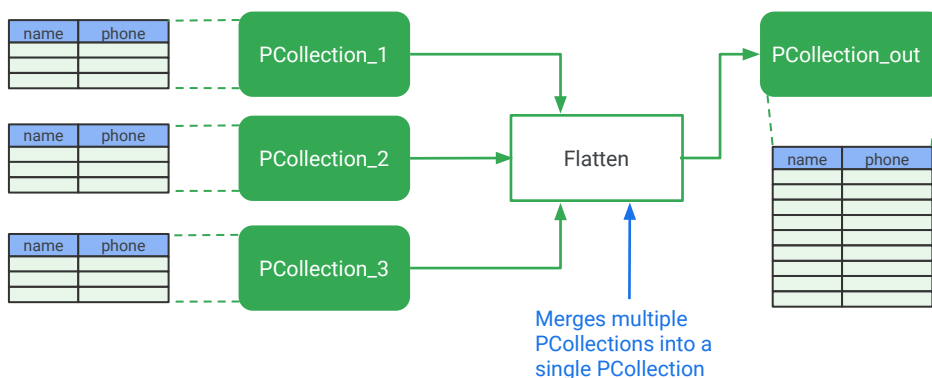 name phone
PCollection_1
PCollection_out
name phone
PCollection_2
Flatten
name phone
name phone
PCollection_3
Merges multiple
PCollections into a
single PCollection